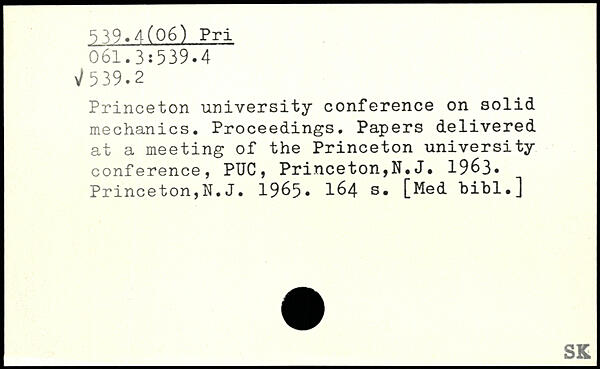 539.4(06) Pri
061.3:539.4
√539.2
Princeton university conference on solid
mechanics. Proceedings. Papers delivered
at a meeting of the Princeton university
conference, PUC, Princeton,N.J. 1963.
Princeton,N.J. 1965. 164 s. [Med bibl.]
SK